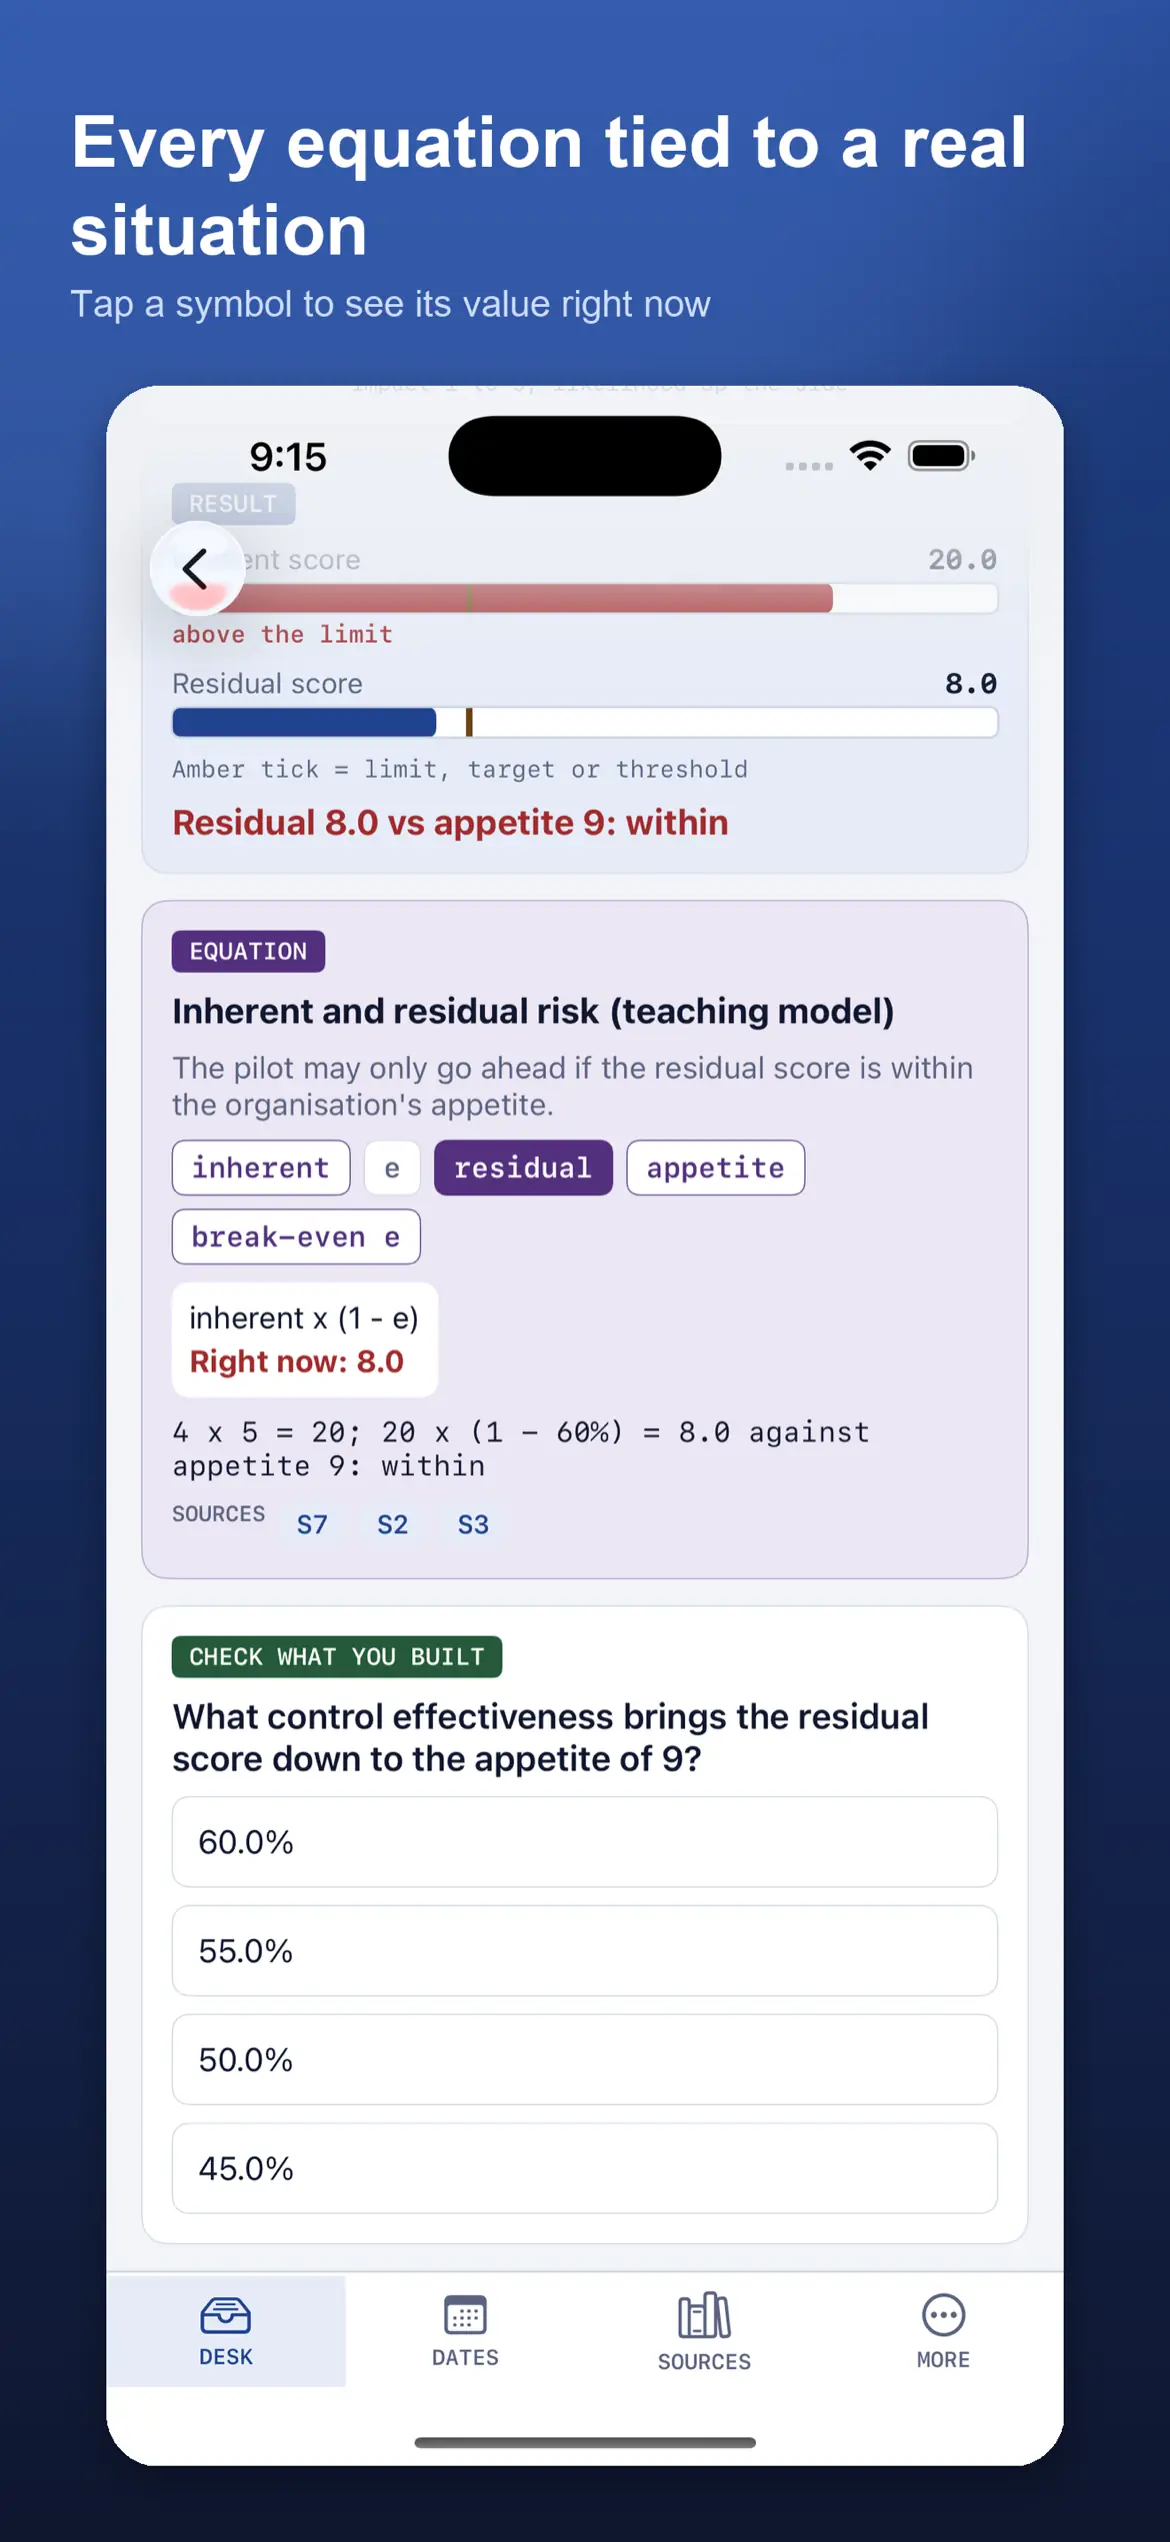 Every equation tied to a real
situation
Tap a symbol to see its value right now
9:15
RESULT
ent score
20.0
above the limit
Residual score
8.0
Amber tick = limit, target or threshold
Residual 8.0 vs appetite 9: within
EQUATION
Inherent and residual risk (teaching model)
The pilot may only go ahead if the residual score is within
the organisation's appetite.
inherent e residual appetite
break-even e
inherent x (1 - e)
Right now: 8.0
4 x 5 = 20; 20 x (1 - 60%) = 8.0 against
appetite 9: within
SOURCES S7 S2 S3
CHECK WHAT YOU BUILT
What control effectiveness brings the residual
score down to the appetite of 9?
60.0%
55.0%
50.0%
45.0%
DESK DATES SOURCES MORE